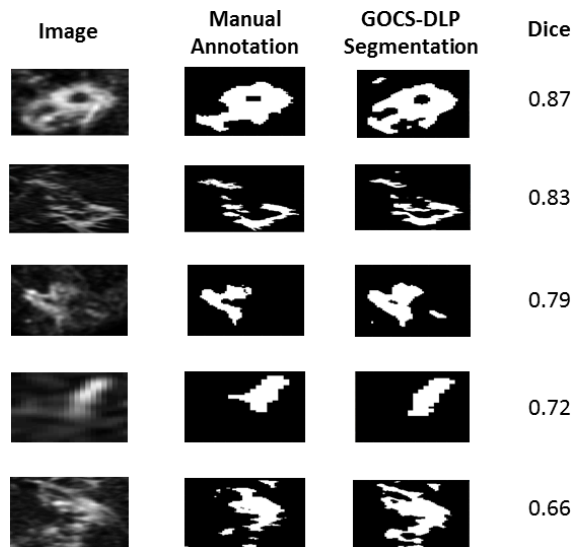 Image
Manual
Annotation
GOCS-DLP
Segmentation
Dice
0.87
0.83
0.79
0.72
0.66